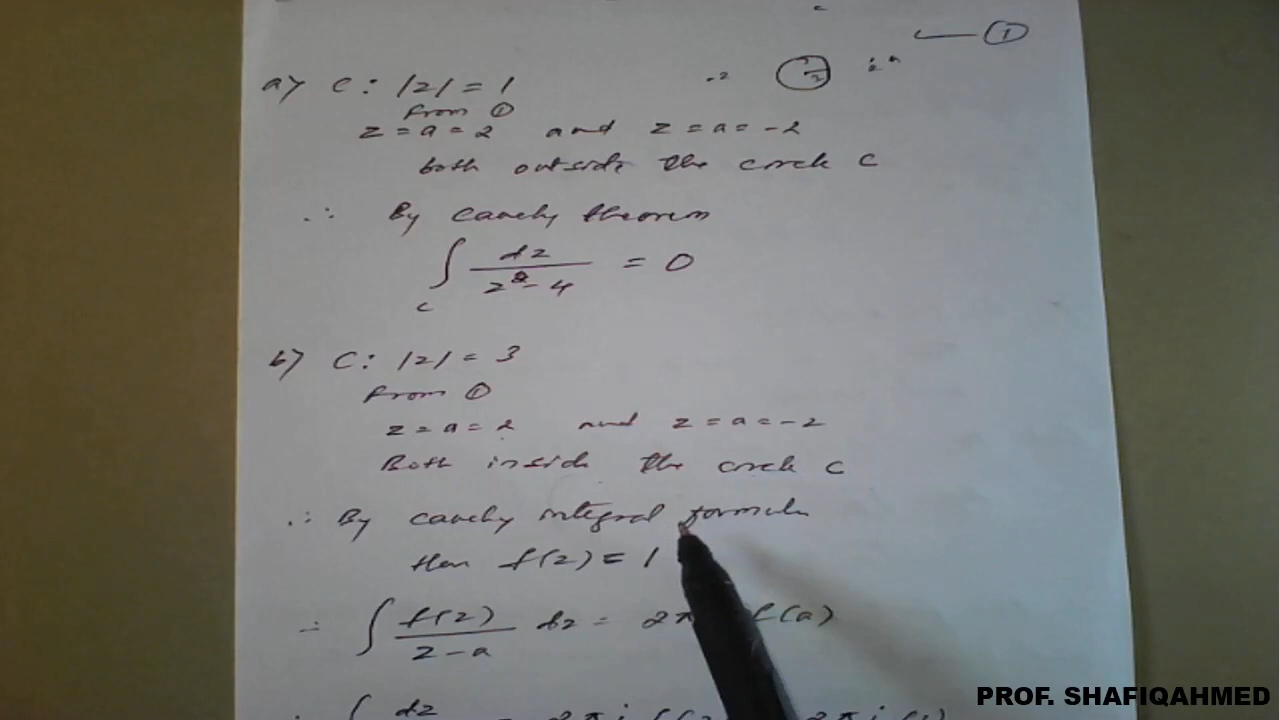 ①
a) C: |z| = 1
from ①
z = a = 2 and z = a = -2
both outside the circle C
∴ By cauchy theorem
∫_C dz / (z² - 4) = 0
b) C: |z| = 3
from ①
z = a = 2 and z = a = -2
Both inside the circle C
∴ By cauchy integral formula
then f(z) = 1
∴ ∫ f(z) / (z - a) dz = 2π f(a)
∫ dz
PROF. SHAFIQAHMED